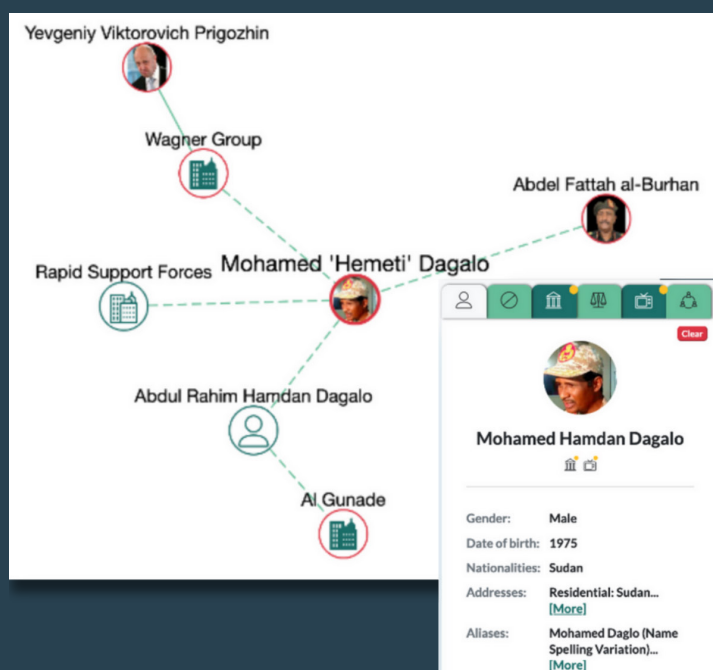 Yevgeniy Viktorovich Prigozhin
Wagner Group
Abdel Fattah al-Burhan
Rapid Support Forces
Mohamed 'Hemeti' Dagalo
Abdul Rahim Hamdan Dagalo
Al Gunade
Clear
Mohamed Hamdan Dagalo
Gender: Male
Date of birth: 1975
Nationalities: Sudan
Addresses: Residential: Sudan...
[More]
Aliases: Mohamed Daglo (Name
Spelling Variation)...
[More]